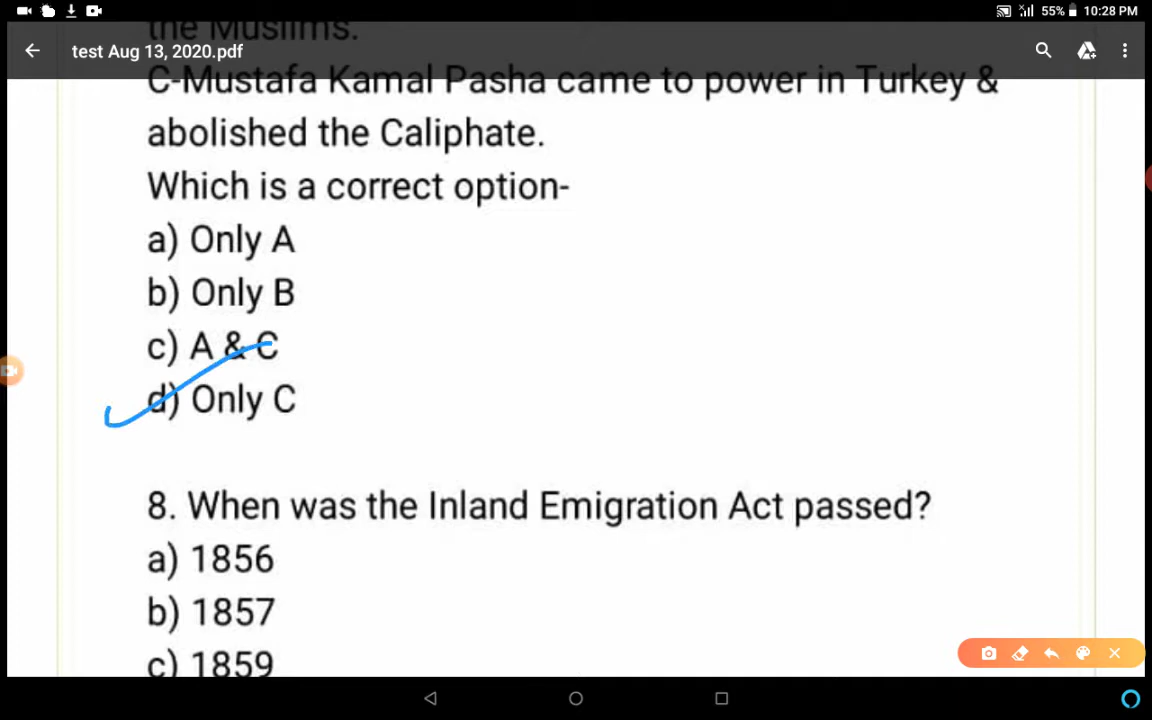 55% 10:28 PM
the Muslims.
test Aug 13, 2020.pdf
C-Mustafa Kamal Pasha came to power in Turkey &
abolished the Caliphate.
Which is a correct option-
a) Only A
b) Only B
c) A & C
d) Only C
8. When was the Inland Emigration Act passed?
a) 1856
b) 1857
c) 1859